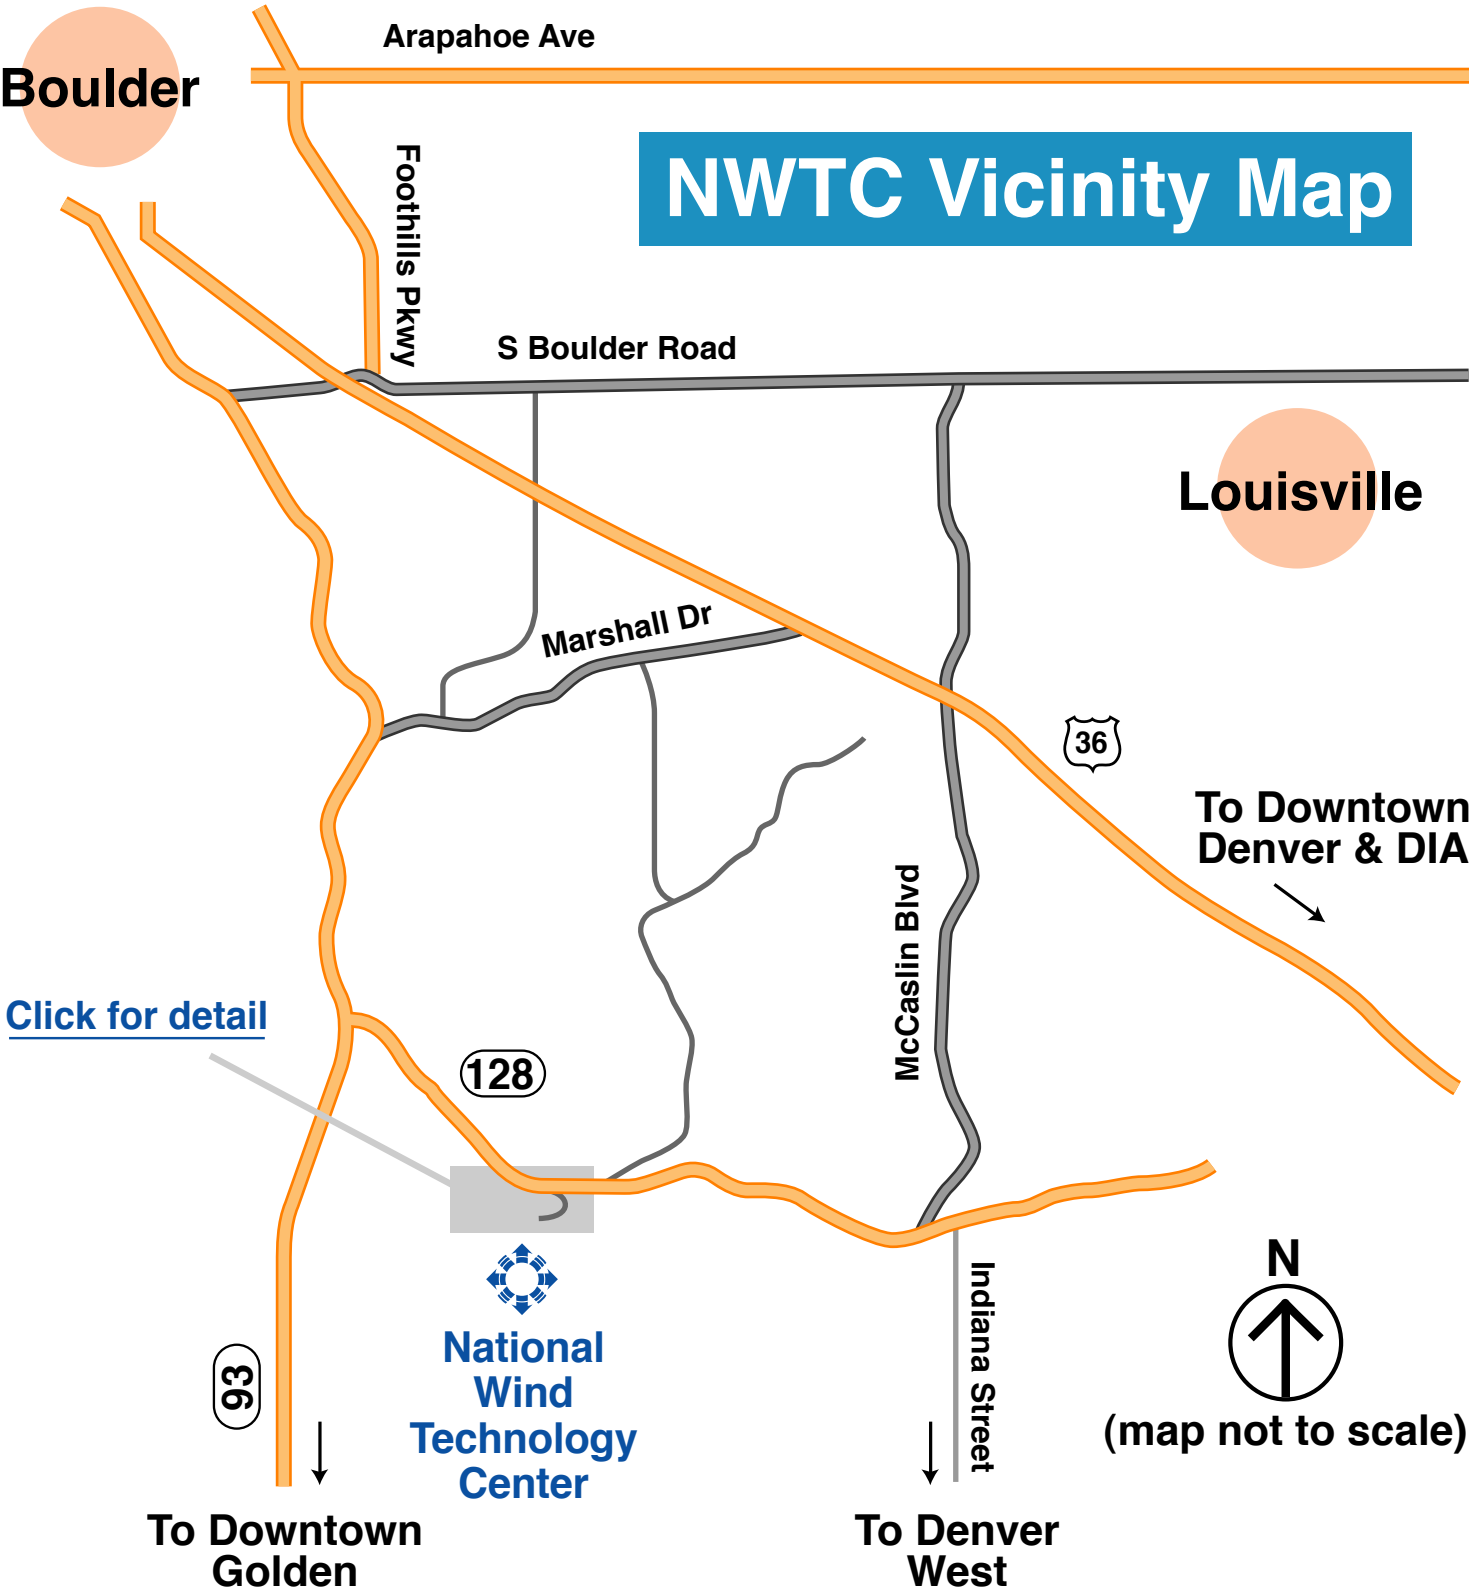 Arapahoe Ave
Boulder
NWTC Vicinity Map
Foothills Pkwy
S Boulder Road
Louisville
Marshall Dr
36
To Downtown
Denver & DIA
McCaslin Blvd
Click for detail
128
N
Indiana Street
National
Wind
Technology
Center
93
(map not to scale)
To Downtown
Golden
To Denver
West